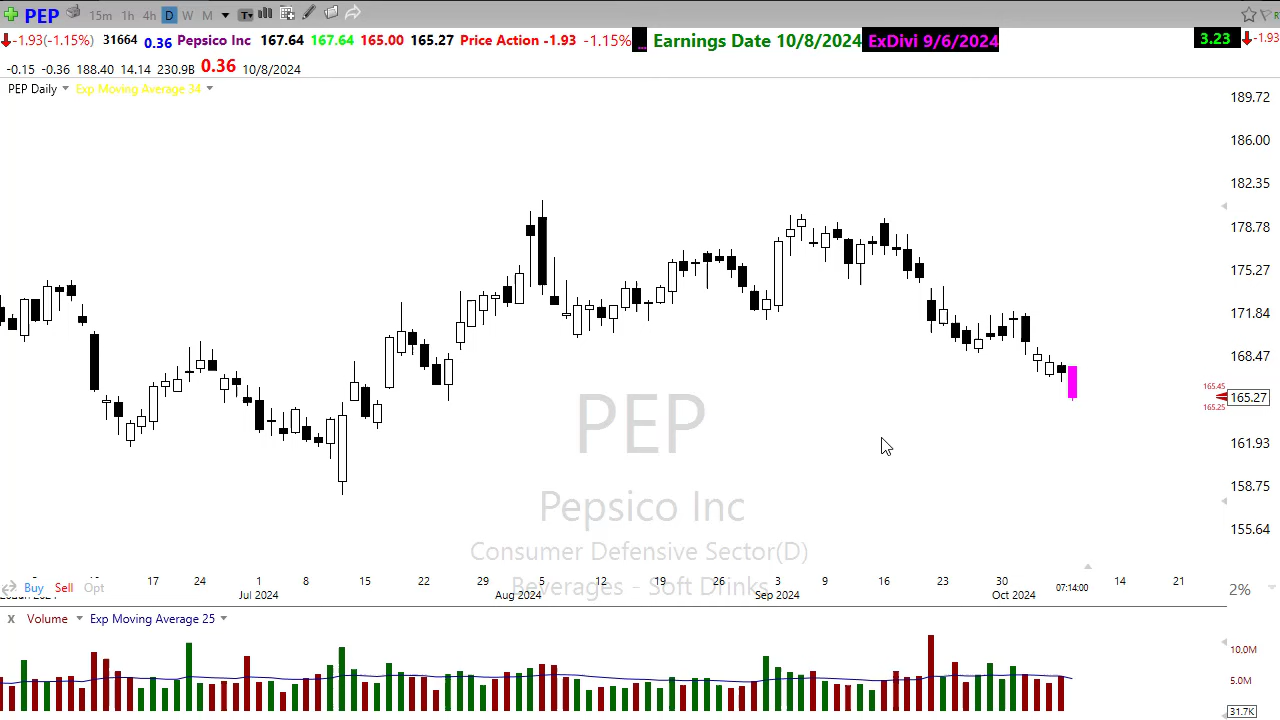 PEP 15m 1h 4h D W M
-1.93(-1.15%) 31664 0.36 Pepsico Inc 167.64 167.64 165.00 165.27 Price Action -1.93 -1.15% ... Earnings Date 10/8/2024 ExDivi 9/6/2024 3.23 -1.93
-0.15 -0.36 188.40 14.14 230.9B 0.36 10/8/2024
PEP Daily Exp Moving Average 34
189.72
186.00
182.35
178.78
175.27
171.84
168.47
165.45
165.27
165.25
161.93
158.75
155.64
PEP
Pepsico Inc
Consumer Defensive Sector(D)
Beverages - Soft Drinks
17 24 1 8 15 22 29 5 12 19 26 3 9 16 23 30 14 21
Buy Sell Opt 07:14:00 2%
Jul 2024 Aug 2024 Sep 2024 Oct 2024
X Volume Exp Moving Average 25
10.0M
5.0M
31.7K